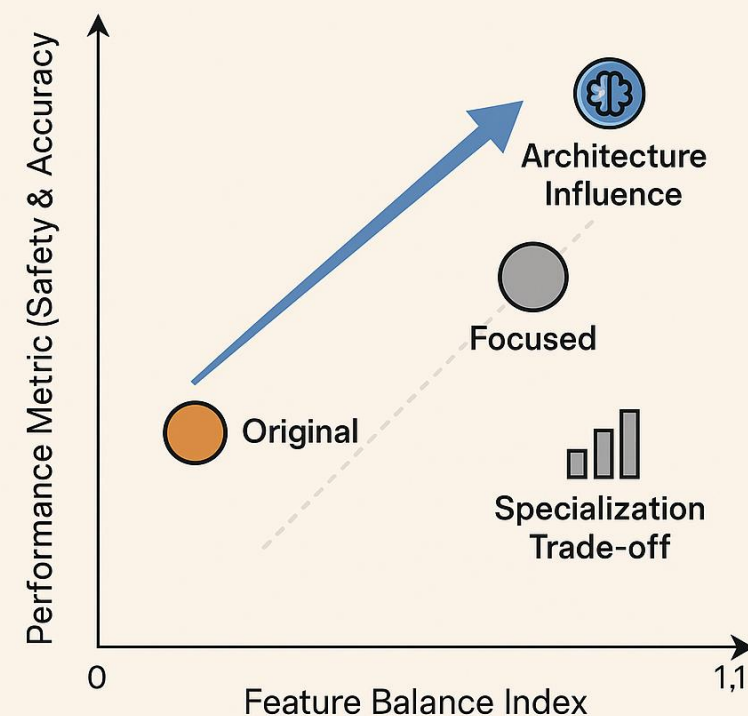 Performance Metric (Safety & Accuracy
Architecture
Influence
Focused
Original
Specialization
Trade-off
0
1,1
Feature Balance Index